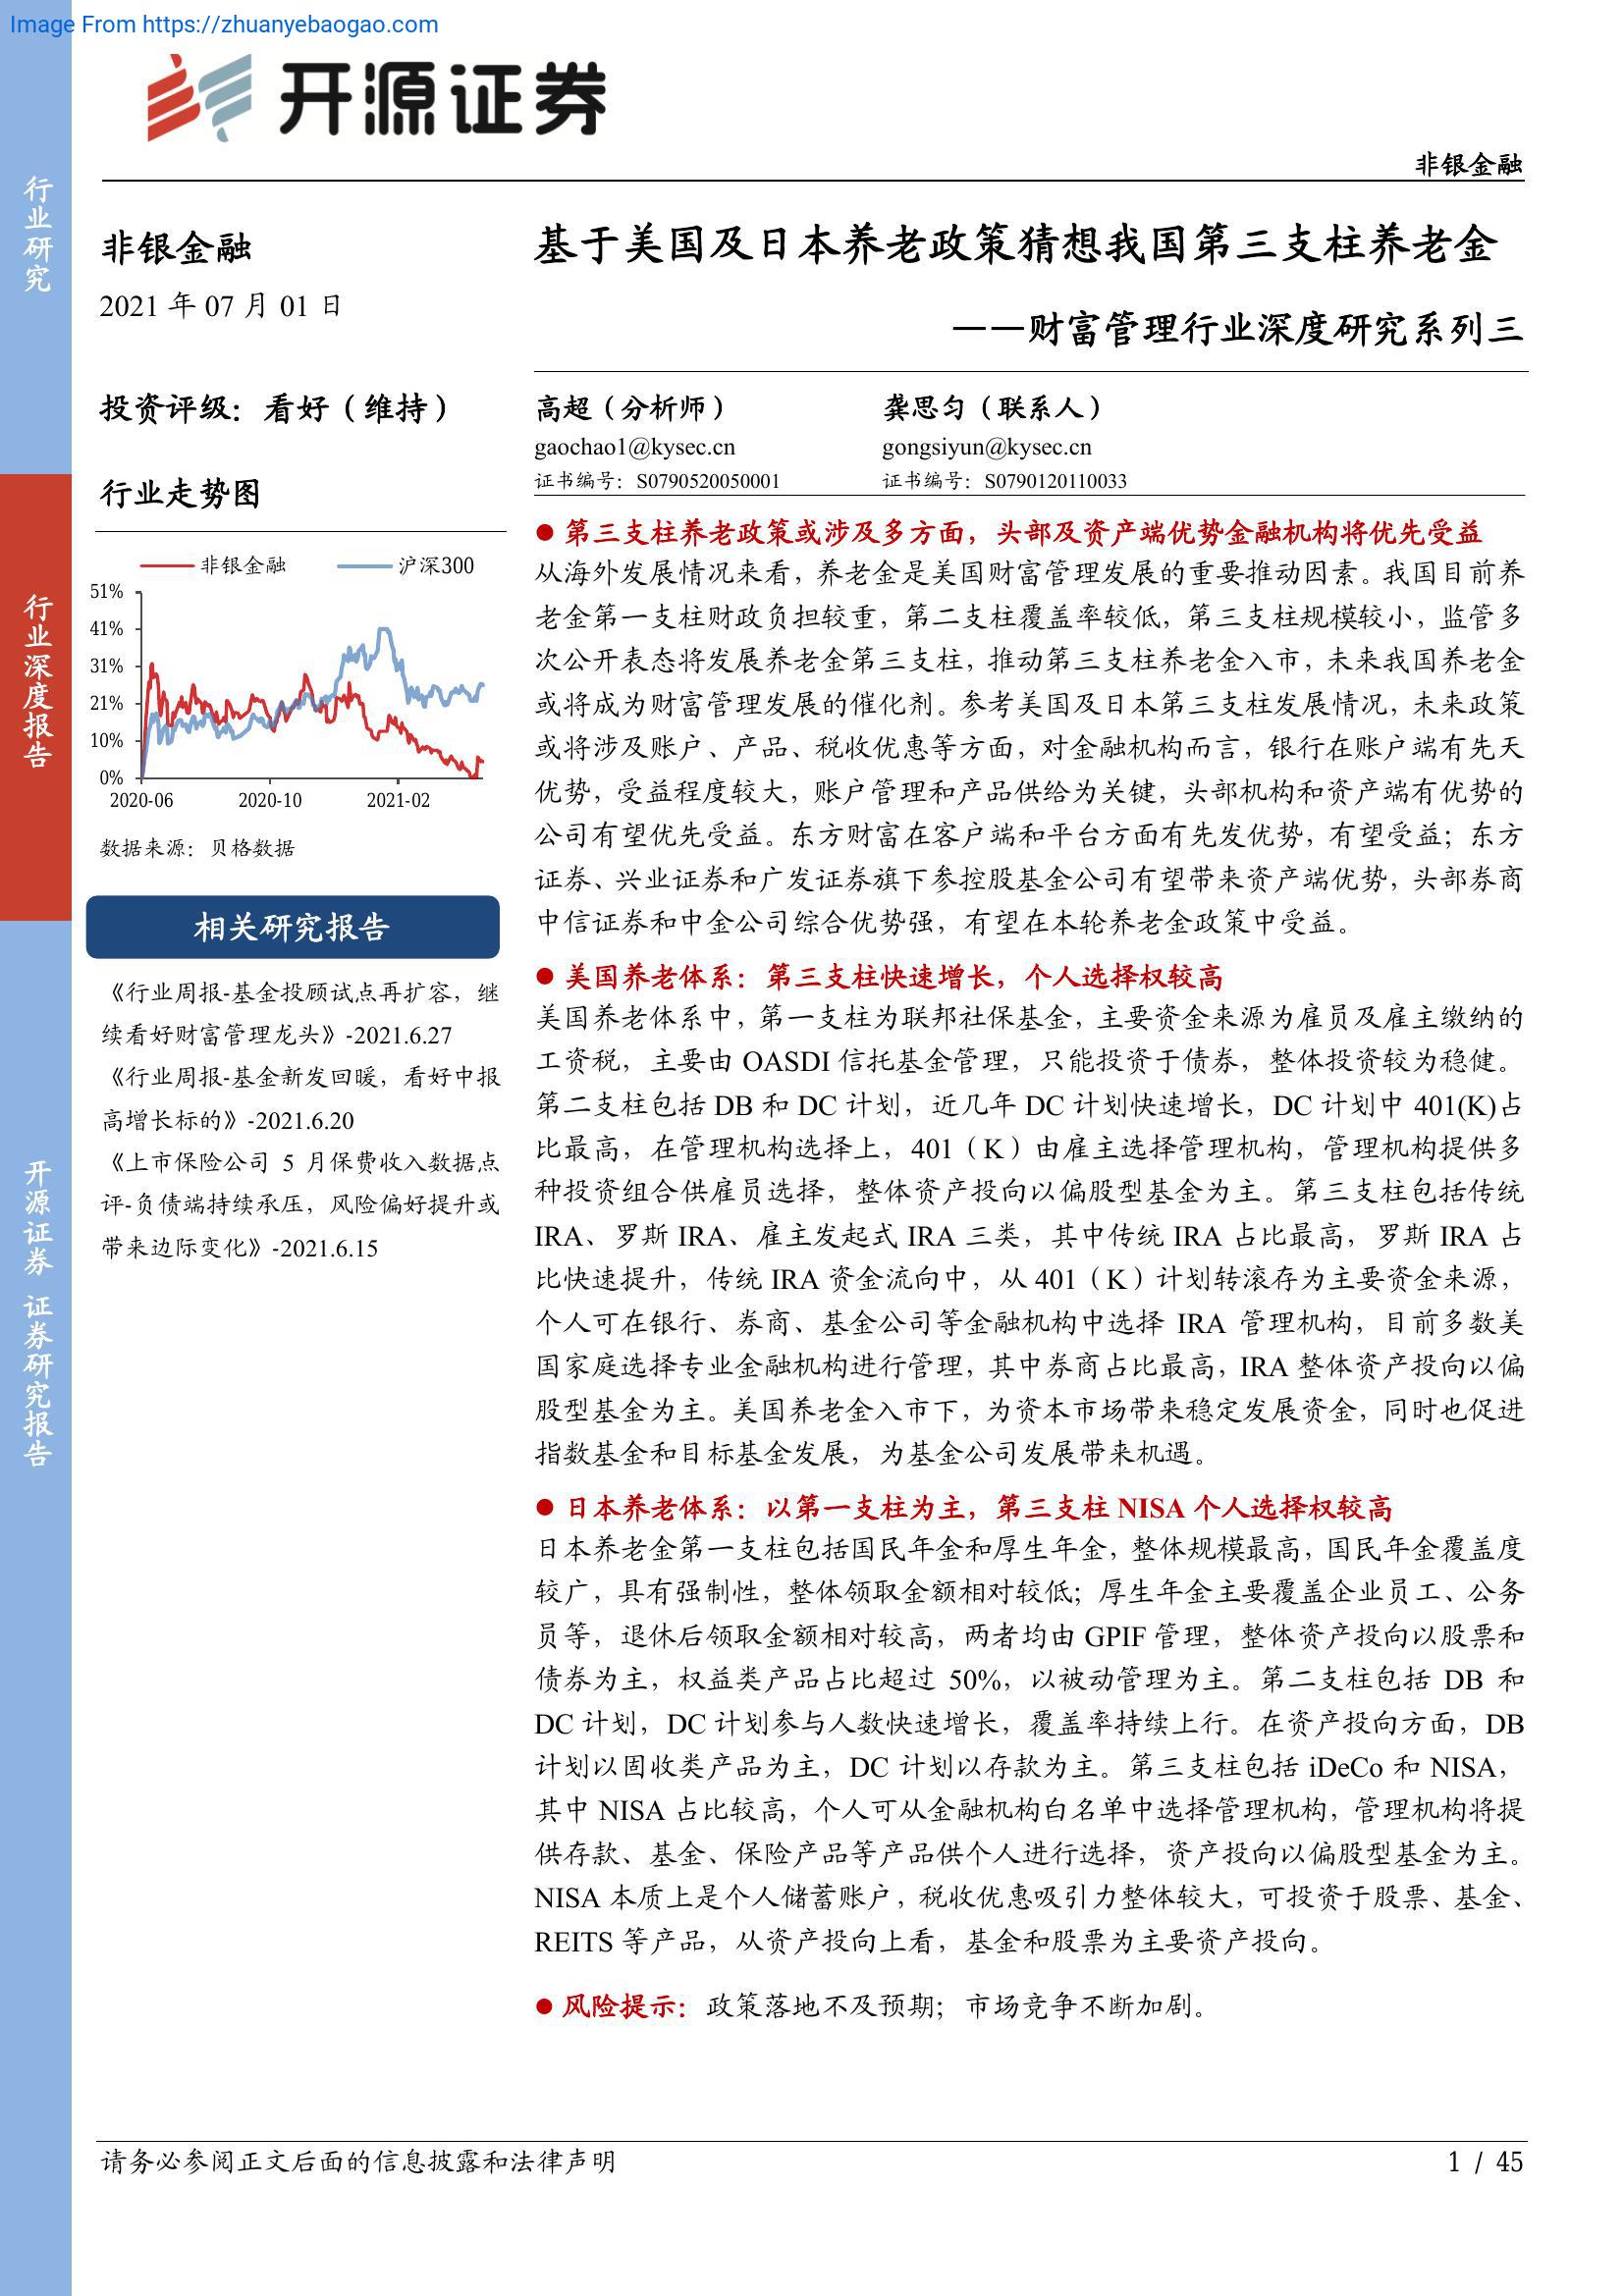 Image From https://zhuanyebaogao.com
开源证券
非银金融
行业研究
行业深度报告
开源证券 证券研究报告
非银金融
2021 年 07 月 01 日
投资评级：看好（维持）
行业走势图
非银金融 沪深300
51%
41%
31%
21%
10%
0%
2020-06 2020-10 2021-02
数据来源：贝格数据
相关研究报告
《行业周报-基金投顾试点再扩容，继
续看好财富管理龙头》-2021.6.27
《行业周报-基金新发回暖，看好中报
高增长标的》-2021.6.20
《上市保险公司 5 月保费收入数据点
评-负债端持续承压，风险偏好提升或
带来边际变化》-2021.6.15
基于美国及日本养老政策猜想我国第三支柱养老金
——财富管理行业深度研究系列三
高超（分析师） 龚思匀（联系人）
gaochao1@kysec.cn gongsiyun@kysec.cn
证书编号：S0790520050001 证书编号：S0790120110033
● 第三支柱养老政策或涉及多方面，头部及资产端优势金融机构将优先受益
从海外发展情况来看，养老金是美国财富管理发展的重要推动因素。我国目前养
老金第一支柱财政负担较重，第二支柱覆盖率较低，第三支柱规模较小，监管多
次公开表态将发展养老金第三支柱，推动第三支柱养老金入市，未来我国养老金
或将成为财富管理发展的催化剂。参考美国及日本第三支柱发展情况，未来政策
或将涉及账户、产品、税收优惠等方面，对金融机构而言，银行在账户端有先天
优势，受益程度较大，账户管理和产品供给为关键，头部机构和资产端有优势的
公司有望优先受益。东方财富在客户端和平台方面有先发优势，有望受益；东方
证券、兴业证券和广发证券旗下参控股基金公司有望带来资产端优势，头部券商
中信证券和中金公司综合优势强，有望在本轮养老金政策中受益。
● 美国养老体系：第三支柱快速增长，个人选择权较高
美国养老体系中，第一支柱为联邦社保基金，主要资金来源为雇员及雇主缴纳的
工资税，主要由 OASDI 信托基金管理，只能投资于债券，整体投资较为稳健。
第二支柱包括 DB 和 DC 计划，近几年 DC 计划快速增长，DC 计划中 401(K)占
比最高，在管理机构选择上，401（K）由雇主选择管理机构，管理机构提供多
种投资组合供雇员选择，整体资产投向以偏股型基金为主。第三支柱包括传统
IRA、罗斯 IRA、雇主发起式 IRA 三类，其中传统 IRA 占比最高，罗斯 IRA 占
比快速提升，传统 IRA 资金流向中，从 401（K）计划转滚存为主要资金来源，
个人可在银行、券商、基金公司等金融机构中选择 IRA 管理机构，目前多数美
国家庭选择专业金融机构进行管理，其中券商占比最高，IRA 整体资产投向以偏
股型基金为主。美国养老金入市下，为资本市场带来稳定发展资金，同时也促进
指数基金和目标基金发展，为基金公司发展带来机遇。
● 日本养老体系：以第一支柱为主，第三支柱 NISA 个人选择权较高
日本养老金第一支柱包括国民年金和厚生年金，整体规模最高，国民年金覆盖度
较广，具有强制性，整体领取金额相对较低；厚生年金主要覆盖企业员工、公务
员等，退休后领取金额相对较高，两者均由 GPIF 管理，整体资产投向以股票和
债券为主，权益类产品占比超过 50%，以被动管理为主。第二支柱包括 DB 和
DC 计划，DC 计划参与人数快速增长，覆盖率持续上行。在资产投向方面，DB
计划以固收类产品为主，DC 计划以存款为主。第三支柱包括 iDeCo 和 NISA，
其中 NISA 占比较高，个人可从金融机构白名单中选择管理机构，管理机构将提
供存款、基金、保险产品等产品供个人进行选择，资产投向以偏股型基金为主。
NISA 本质上是个人储蓄账户，税收优惠吸引力整体较大，可投资于股票、基金、
REITS 等产品，从资产投向上看，基金和股票为主要资产投向。
● 风险提示：政策落地不及预期；市场竞争不断加剧。
请务必参阅正文后面的信息披露和法律声明 1 / 45